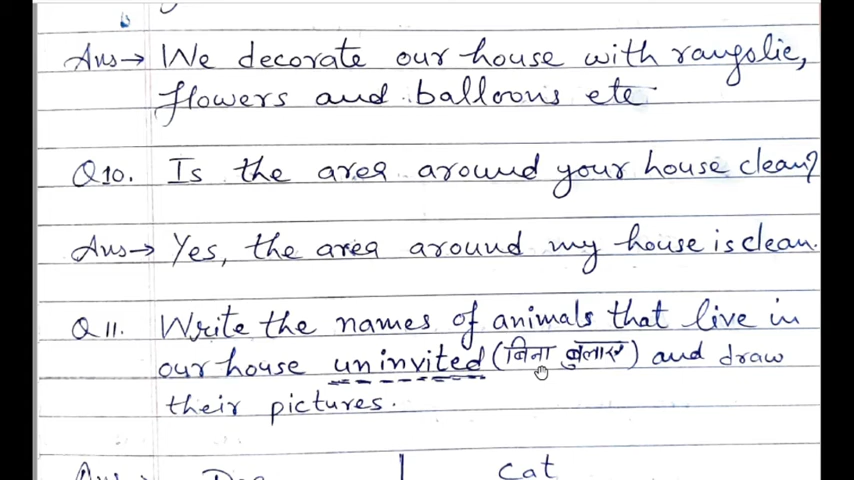 Ans→ We decorate our house with rangolie,
flowers and balloons etc
Q10. Is the area around your house clean?
Ans→ Yes, the area around my house is clean.
Q11. Write the names of animals that live in
our house uninvited (बिना बुलाए) and draw
their pictures.
Ans Dog cat